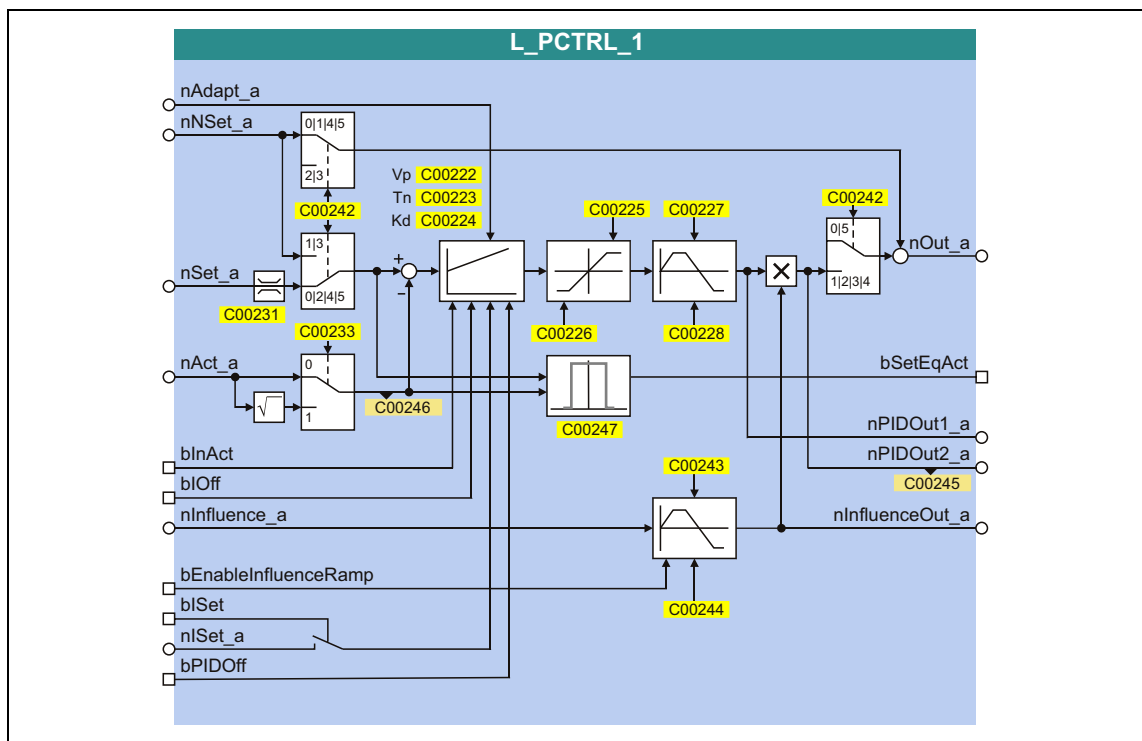 L_PCTRL_1
nAdapt_a
nNSet_a
0|1|4|5
2|3
Vp C00222
Tn C00223
Kd C00224
C00242
C00242
C00225
C00227
0|5
1|2|3|4
nOut_a
1|3
0|2|4|5
nSet_a
C00231
+
−
×
C00226
C00228
C00233
nAct_a
0
1
√
C00246
C00247
bSetEqAct
nPIDOut1_a
nPIDOut2_a
C00245
bInAct
bIOff
nInfluence_a
C00243
nInfluenceOut_a
bEnableInfluenceRamp
C00244
bISet
nISet_a
bPIDOff